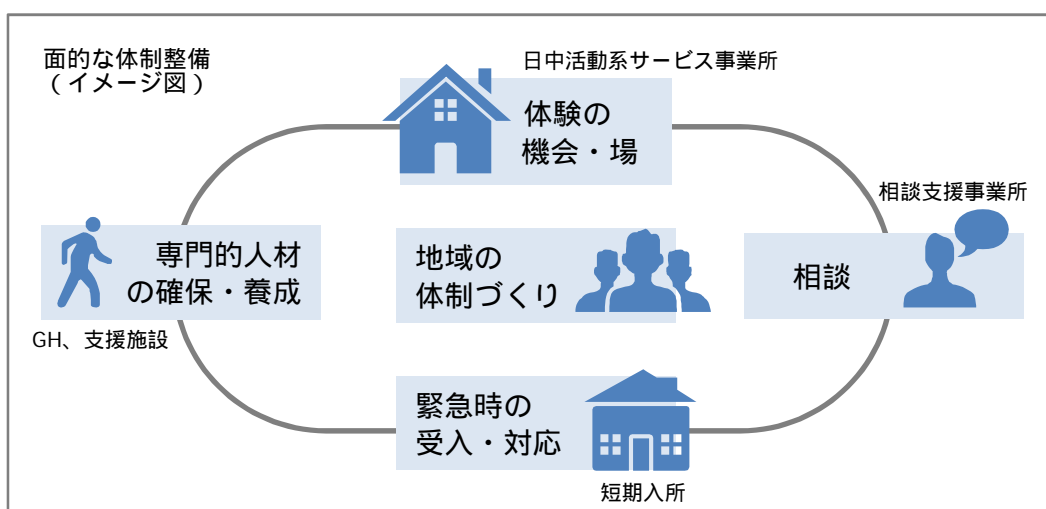 面的な体制整備
（イメージ図）
日中活動系サービス事業所
体験の
機会・場
相談支援事業所
専門的人材
の確保・養成
GH、支援施設
地域の
体制づくり
相談
緊急時の
受入・対応
短期入所